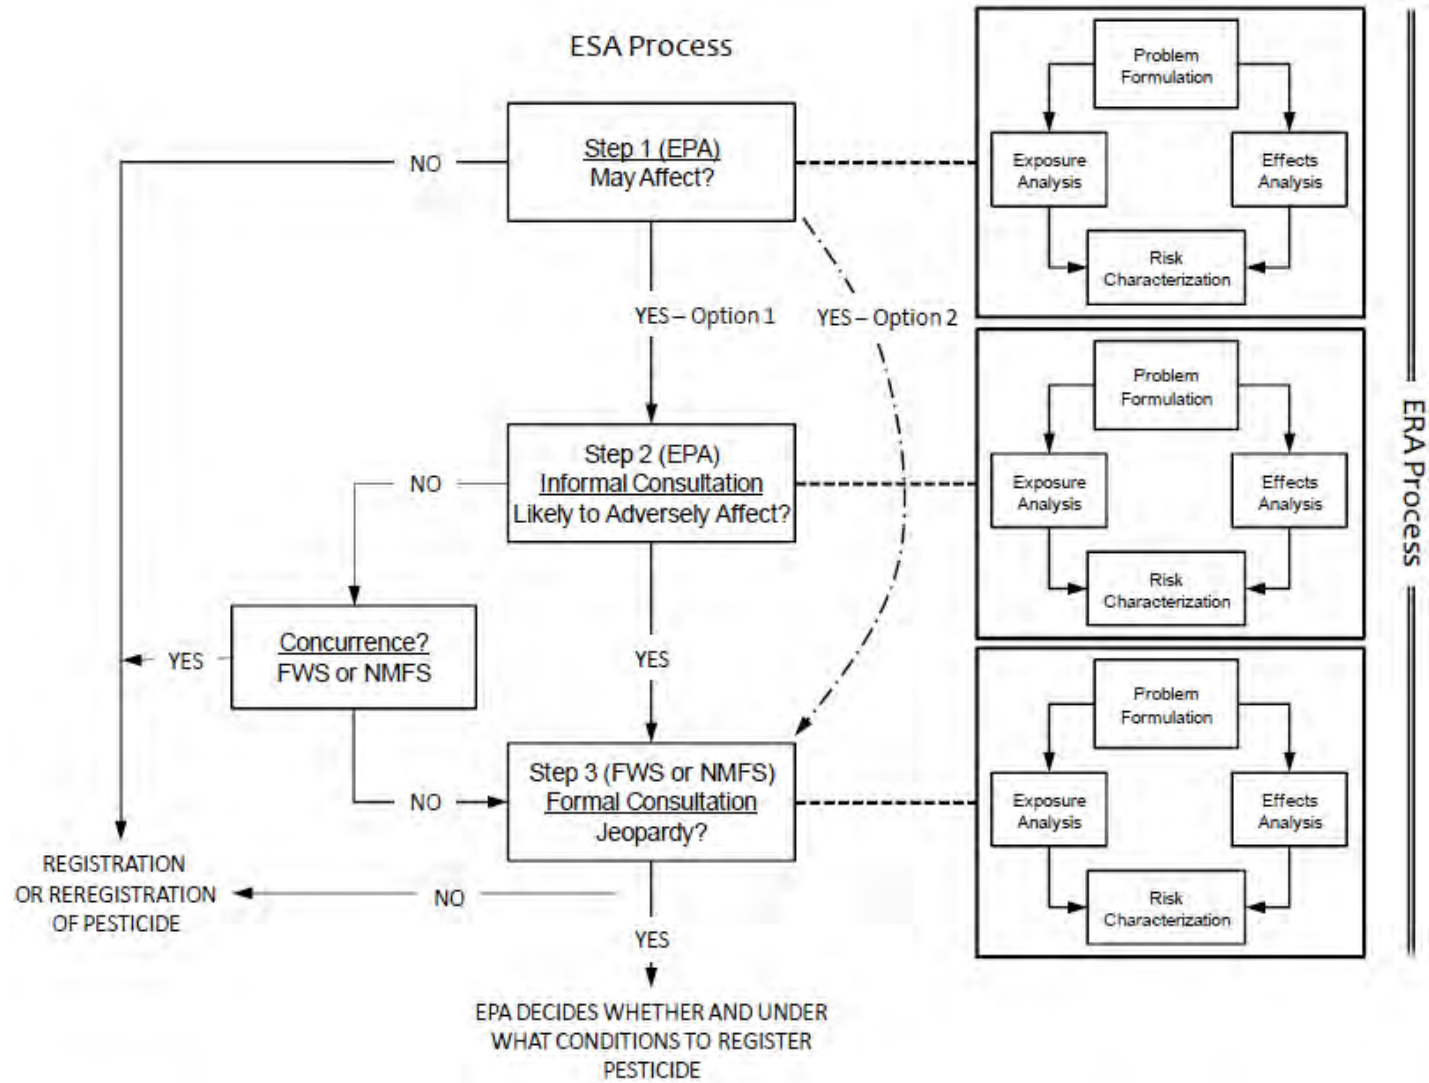 ESA Process
Step 1 (EPA)
May Affect?
NO
YES – Option 1
YES – Option 2
Step 2 (EPA)
Informal Consultation
Likely to Adversely Affect?
NO
Concurrence?
FWS or NMFS
YES
YES
NO
Step 3 (FWS or NMFS)
Formal Consultation
Jeopardy?
REGISTRATION
OR REREGISTRATION
OF PESTICIDE
NO
YES
EPA DECIDES WHETHER AND UNDER
WHAT CONDITIONS TO REGISTER
PESTICIDE
Problem
Formulation
Exposure
Analysis
Effects
Analysis
Risk
Characterization
Problem
Formulation
Exposure
Analysis
Effects
Analysis
Risk
Characterization
Problem
Formulation
Exposure
Analysis
Effects
Analysis
Risk
Characterization
ERA Process